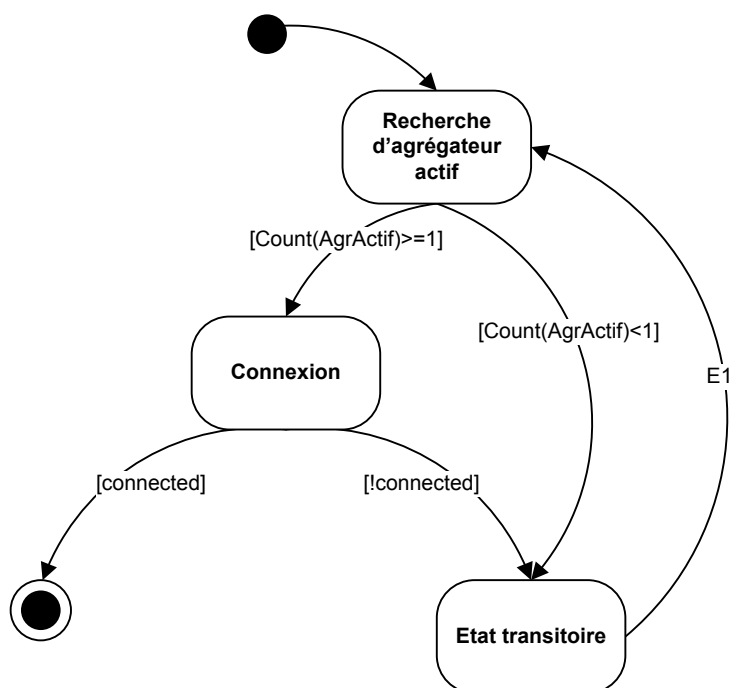 Recherche
d'agrégateur
actif
[Count(AgrActif)>=1]
[Count(AgrActif)<1]
Connexion
E1
[connected]
[!connected]
Etat transitoire